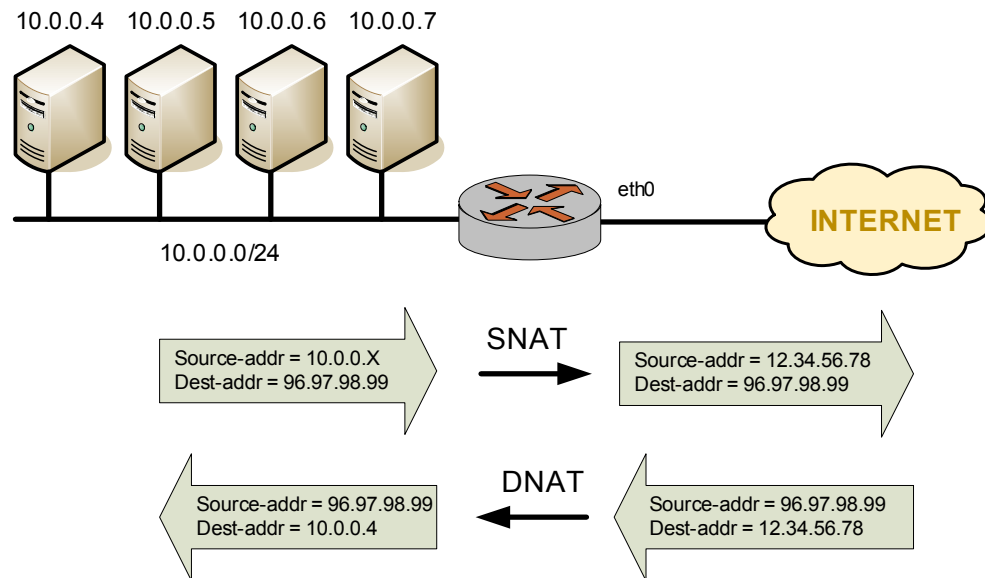 10.0.0.4
10.0.0.5
10.0.0.6
10.0.0.7
eth0
INTERNET
10.0.0.0/24
SNAT
Source-addr = 10.0.0.X
Dest-addr = 96.97.98.99
Source-addr = 12.34.56.78
Dest-addr = 96.97.98.99
DNAT
Source-addr = 96.97.98.99
Dest-addr = 10.0.0.4
Source-addr = 96.97.98.99
Dest-addr = 12.34.56.78